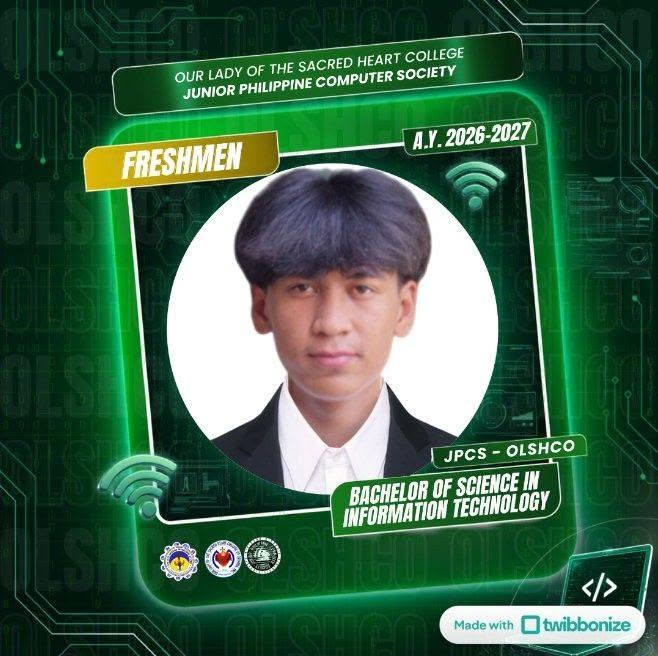 OUR LADY OF THE SACRED HEART COLLEGE
JUNIOR PHILIPPINE COMPUTER SOCIETY
FRESHMEN
A.Y. 2026-2027
JPCS - OLSHCO
BACHELOR OF SCIENCE IN
INFORMATION TECHNOLOGY
</>
Made with twibbonize